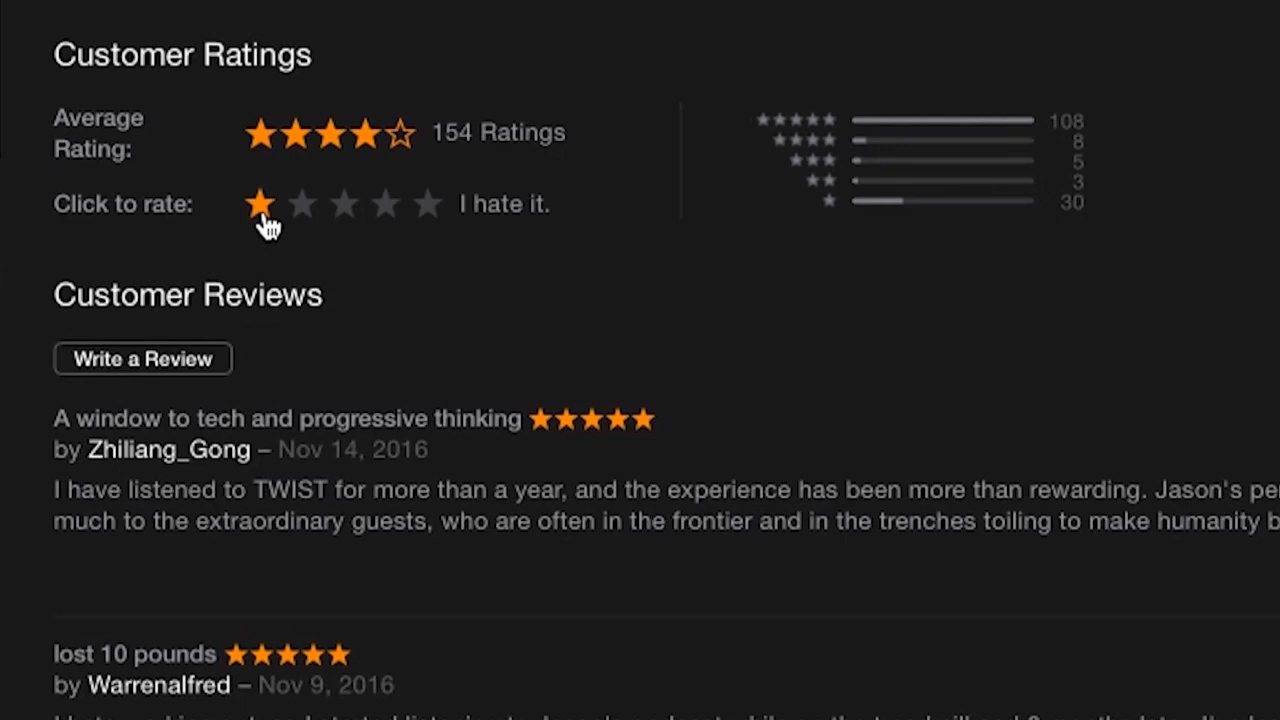 Customer Ratings
Average
Rating:
154 Ratings
108
8
5
3
30
Click to rate:
I hate it.
Customer Reviews
Write a Review
A window to tech and progressive thinking
by Zhiliang_Gong – Nov 14, 2016
I have listened to TWIST for more than a year, and the experience has been more than rewarding. Jason's
much to the extraordinary guests, who are often in the frontier and in the trenches toiling to make humanity
lost 10 pounds
by Warrenalfred – Nov 9, 2016